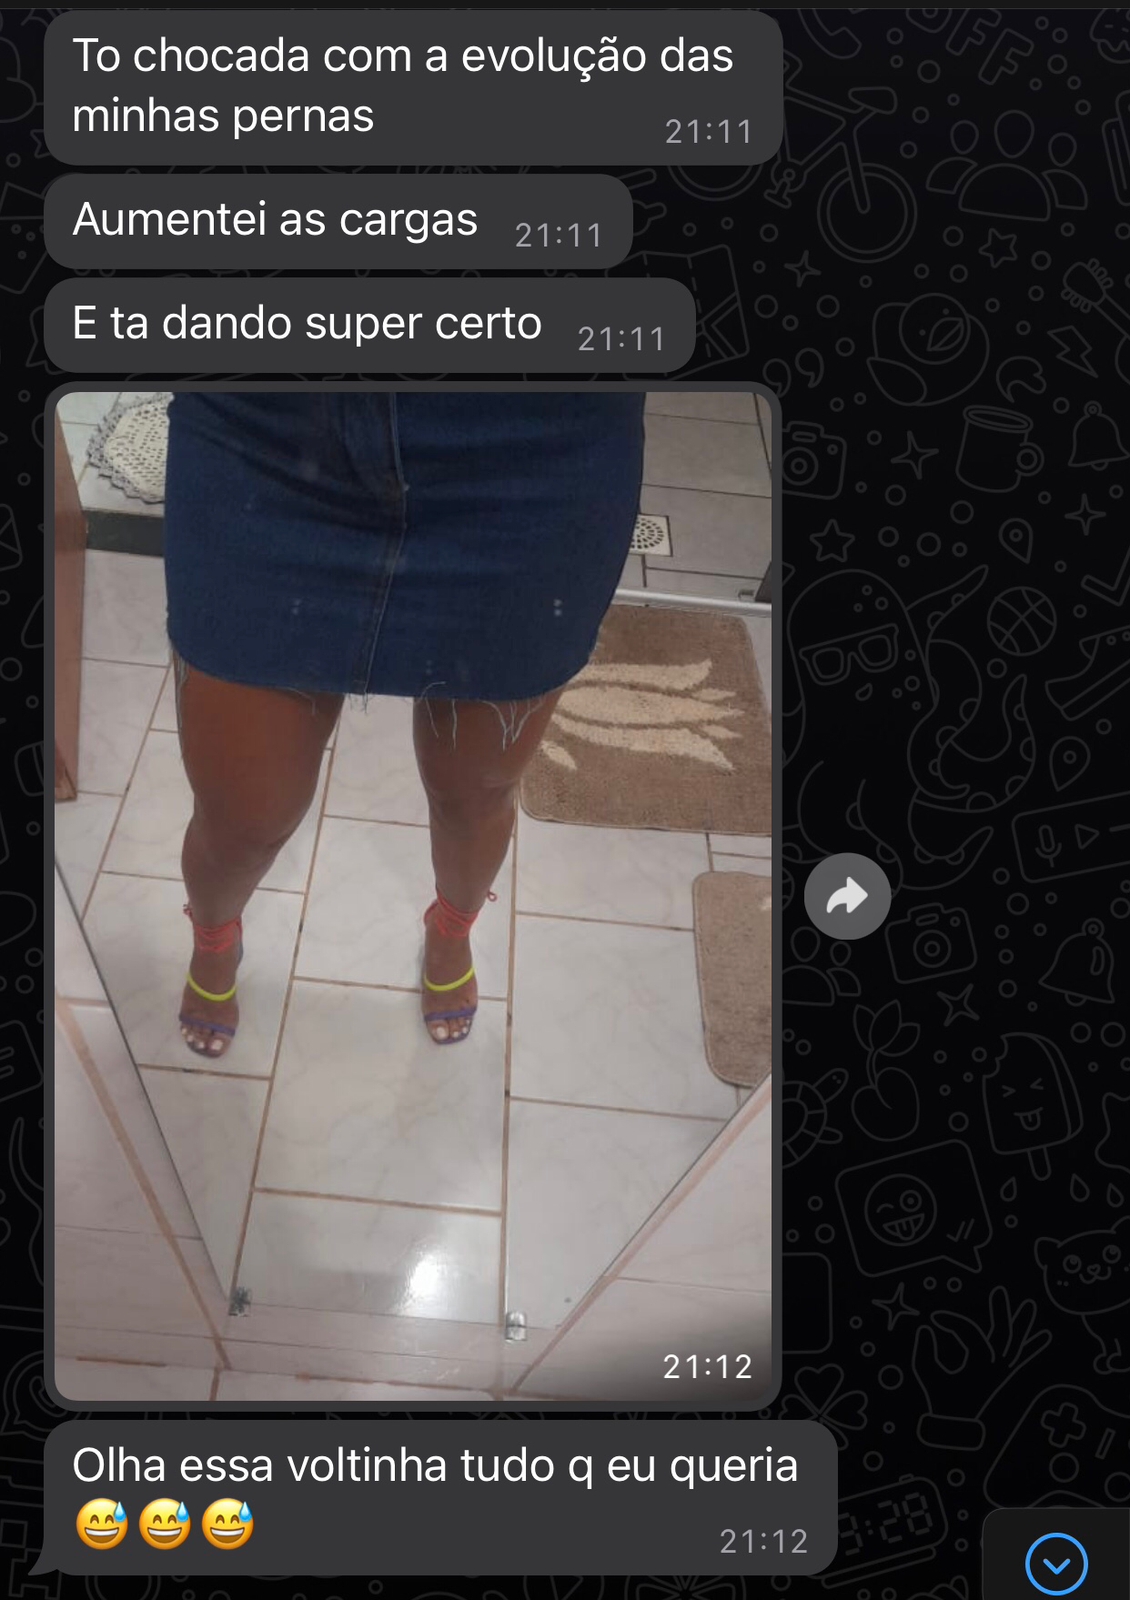 To chocada com a evolução das
minhas pernas
21:11
Aumentei as cargas 21:11
E ta dando super certo 21:11
21:12
Olha essa voltinha tudo q eu queria
😅😅😅
21:12